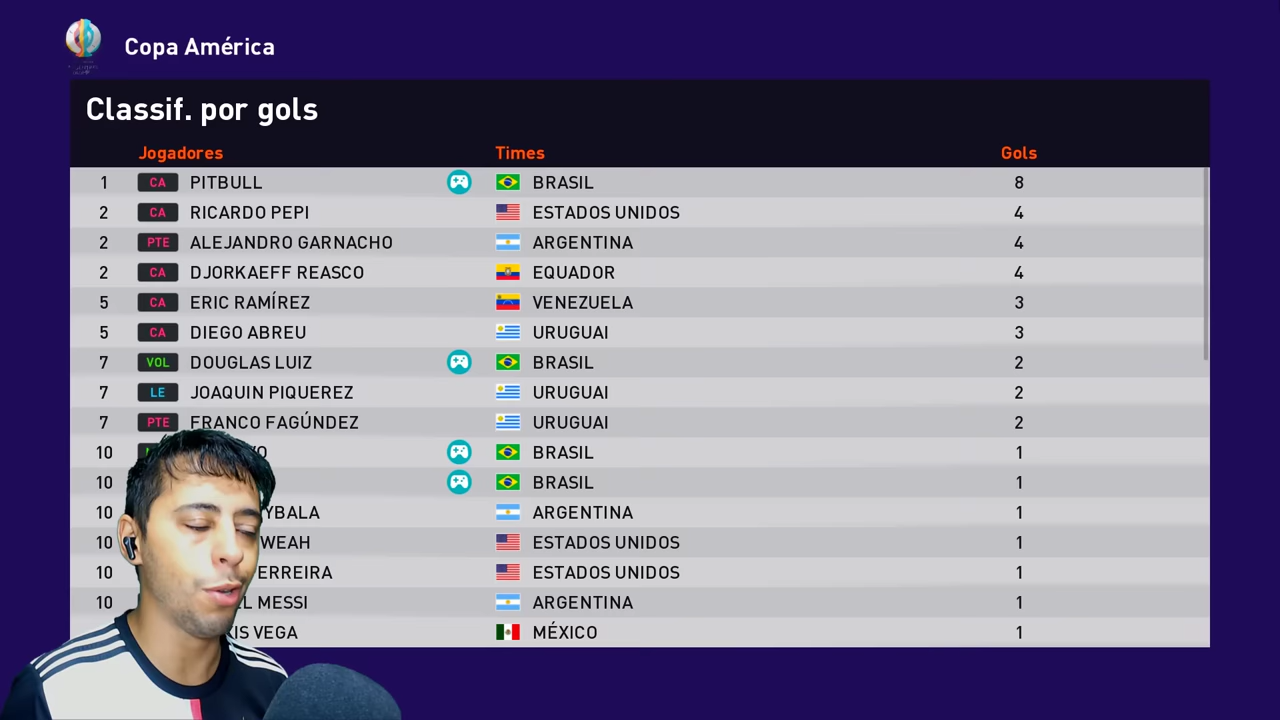 Copa América
Classif. por gols
Jogadores Times Gols
1 CA PITBULL BRASIL 8
2 CA RICARDO PEPI ESTADOS UNIDOS 4
2 PTE ALEJANDRO GARNACHO ARGENTINA 4
2 CA DJORKAEFF REASCO EQUADOR 4
5 CA ERIC RAMÍREZ VENEZUELA 3
5 CA DIEGO ABREU URUGUAI 3
7 VOL DOUGLAS LUIZ BRASIL 2
7 LE JOAQUIN PIQUEREZ URUGUAI 2
7 PTE FRANCO FAGÚNDEZ URUGUAI 2
10 BRASIL 1
10 BRASIL 1
10 ARGENTINA 1
10 WEAH ESTADOS UNIDOS 1
10 ESTADOS UNIDOS 1
10 MESSI ARGENTINA 1
VEGA MÉXICO 1